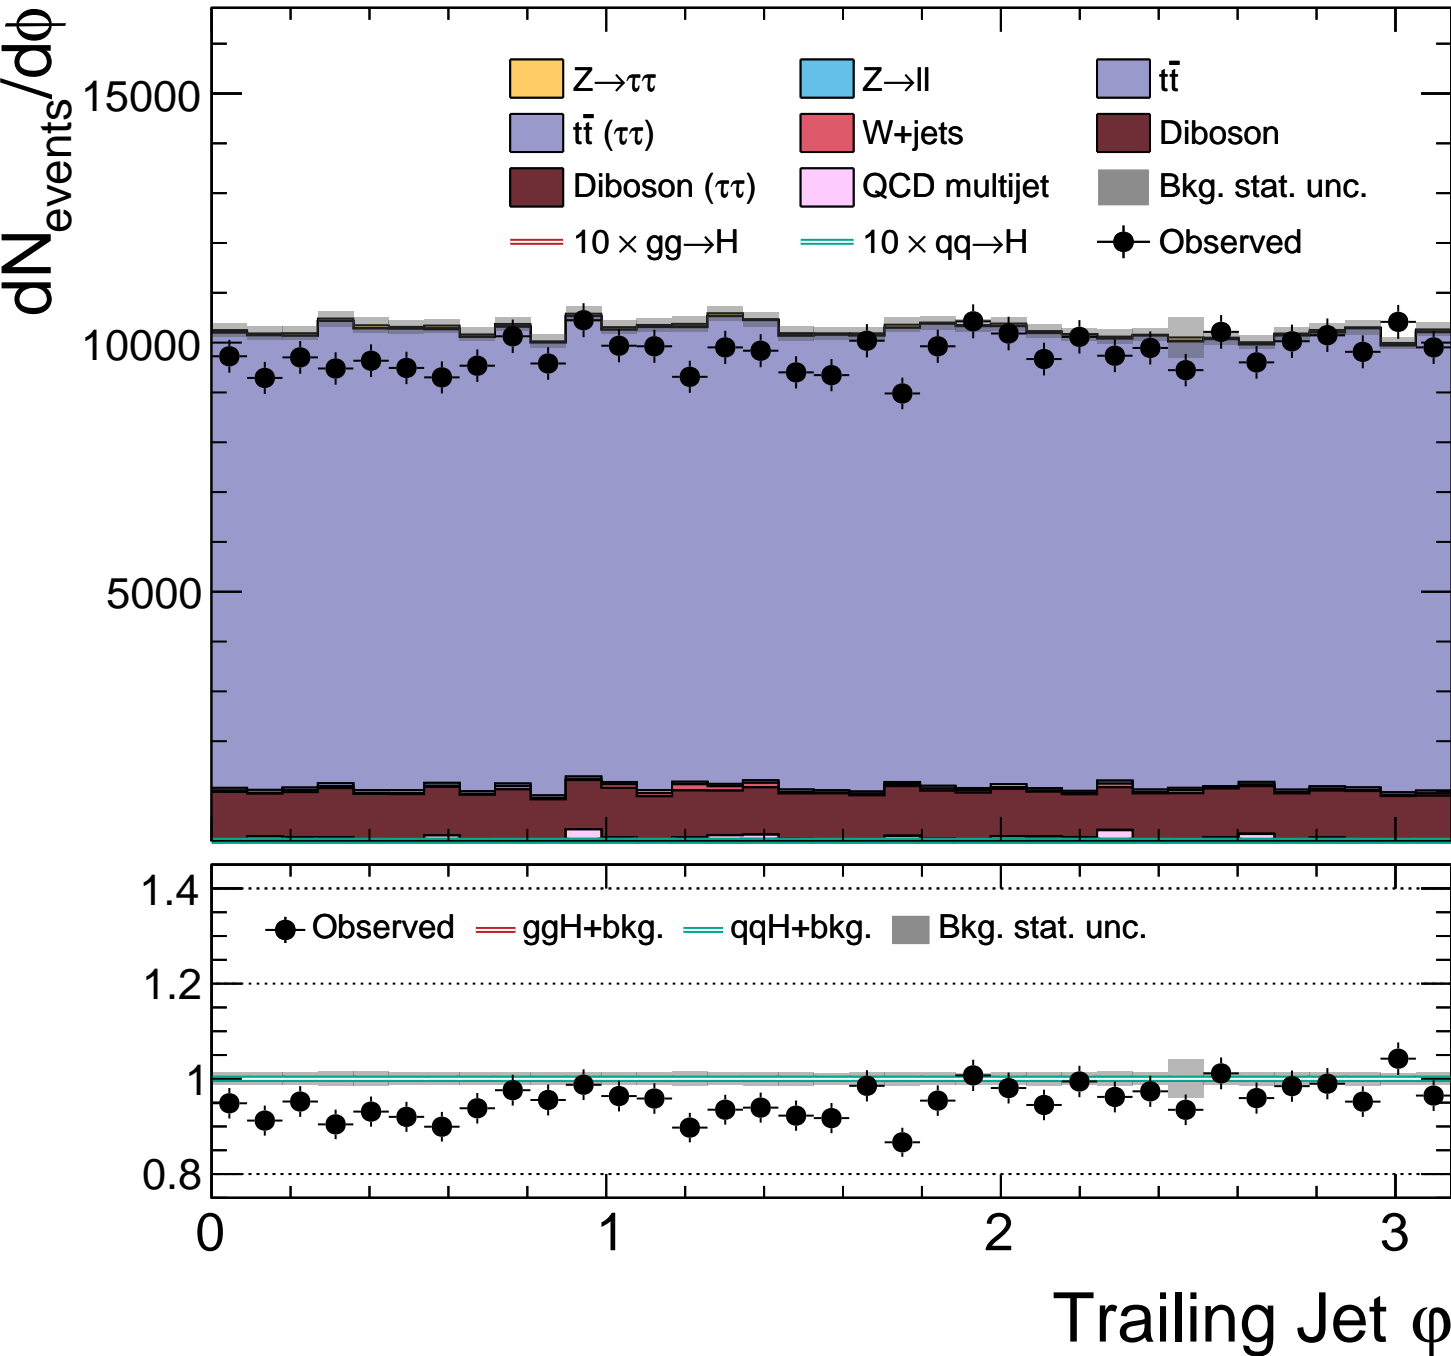 dN_events/dϕ
15000
10000
5000
Z→ττ Z→ll tt̄
tt̄ (ττ) W+jets Diboson
Diboson (ττ) QCD multijet Bkg. stat. unc.
10 × gg→H 10 × qq→H Observed
1.4
1.2
1
0.8
Observed ggH+bkg. qqH+bkg. Bkg. stat. unc.
0 1 2 3
Trailing Jet φ